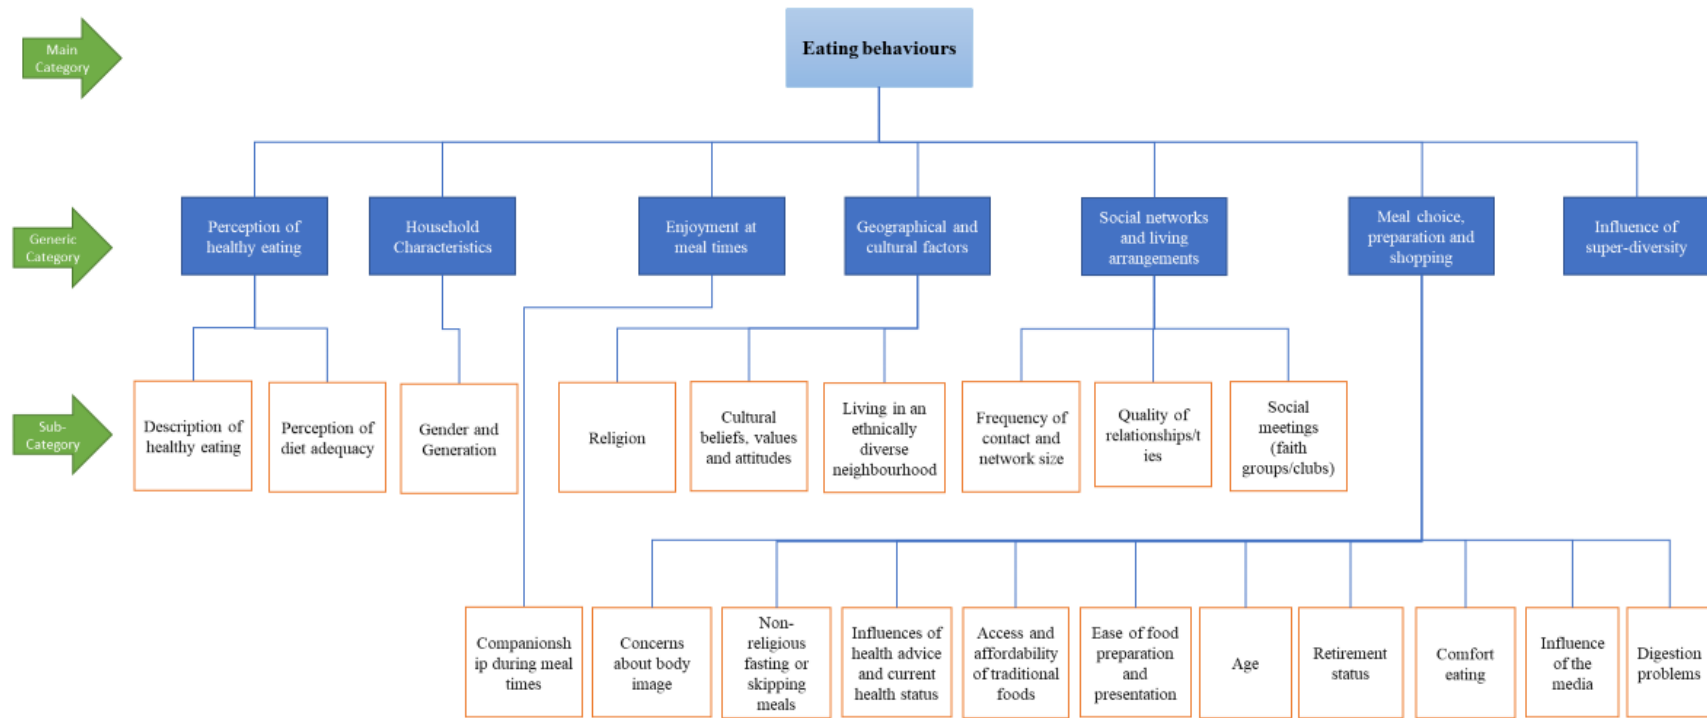 Main
Category
Eating behaviours
Generic
Category
Perception of
healthy eating
Household
Characteristics
Enjoyment at
meal times
Geographical and
cultural factors
Social networks
and living
arrangements
Meal choice,
preparation and
shopping
Influence of
super-diversity
Sub-
Category
Description of
healthy eating
Perception of
diet adequacy
Gender and
Generation
Religion
Cultural
beliefs, values
and attitudes
Living in an
ethnically
diverse
neighbourhood
Frequency of
contact and
network size
Quality of
relationships/t
ies
Social
meetings
(faith
groups/clubs)
Companionsh
ip during meal
times
Concerns
about body
image
Non-
religious
fasting or
skipping
meals
Influences of
health advice
and current
health status
Access and
affordability
of traditional
foods
Ease of food
preparation
and
presentation
Age
Retirement
status
Comfort
eating
Influence
of the
media
Digestion
problems